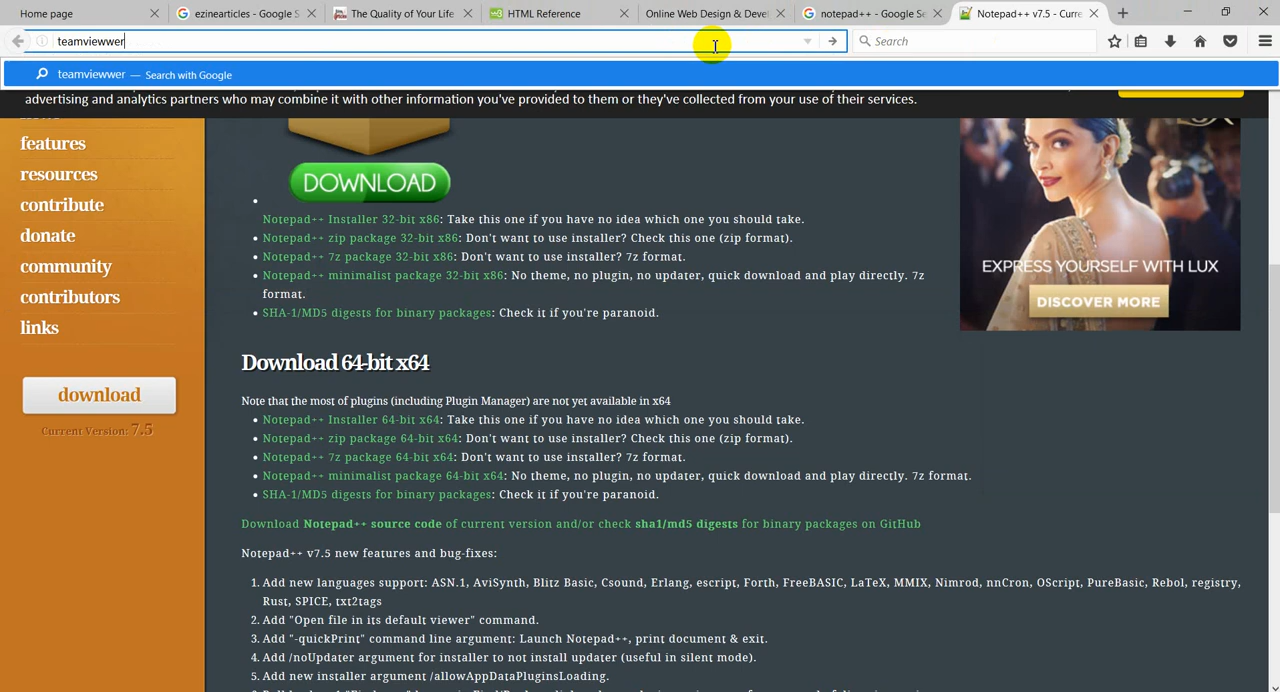 Home page
ezinearticles - Google S
The Quality of Your Life
HTML Reference
Online Web Design & Devel
notepad++ - Google Se
Notepad++ v7.5 - Curre
teamviewwer
Search
teamviewwer — Search with Google
advertising and analytics partners who may combine it with other information you've provided to them or they've collected from your use of their services.
features
resources
contribute
donate
community
contributors
links
download
Current Version: 7.5
DOWNLOAD
Notepad++ Installer 32-bit x86: Take this one if you have no idea which one you should take.
Notepad++ zip package 32-bit x86: Don't want to use installer? Check this one (zip format).
Notepad++ 7z package 32-bit x86: Don't want to use installer? 7z format.
Notepad++ minimalist package 32-bit x86: No theme, no plugin, no updater, quick download and play directly. 7z
format.
SHA-1/MD5 digests for binary packages: Check it if you're paranoid.
Download 64-bit x64
Note that the most of plugins (including Plugin Manager) are not yet available in x64
Notepad++ Installer 64-bit x64: Take this one if you have no idea which one you should take.
Notepad++ zip package 64-bit x64: Don't want to use installer? Check this one (zip format).
Notepad++ 7z package 64-bit x64: Don't want to use installer? 7z format.
Notepad++ minimalist package 64-bit x64: No theme, no plugin, no updater, quick download and play directly. 7z format.
SHA-1/MD5 digests for binary packages: Check it if you're paranoid.
Download Notepad++ source code of current version and/or check sha1/md5 digests for binary packages on GitHub
Notepad++ v7.5 new features and bug-fixes:
1. Add new languages support: ASN.1, AviSynth, Blitz Basic, Csound, Erlang, escript, Forth, FreeBASIC, LaTeX, MMIX, Nimrod, nnCron, OScript, PureBasic, Rebol, registry,
Rust, SPICE, txt2tags
2. Add "Open file in its default viewer" command.
3. Add "-quickPrint" command line argument: Launch Notepad++, print document & exit.
4. Add /noUpdater argument for installer to not install updater (useful in silent mode).
5. Add new installer argument /allowAppDataPluginsLoading.
EXPRESS YOURSELF WITH LUX
DISCOVER MORE